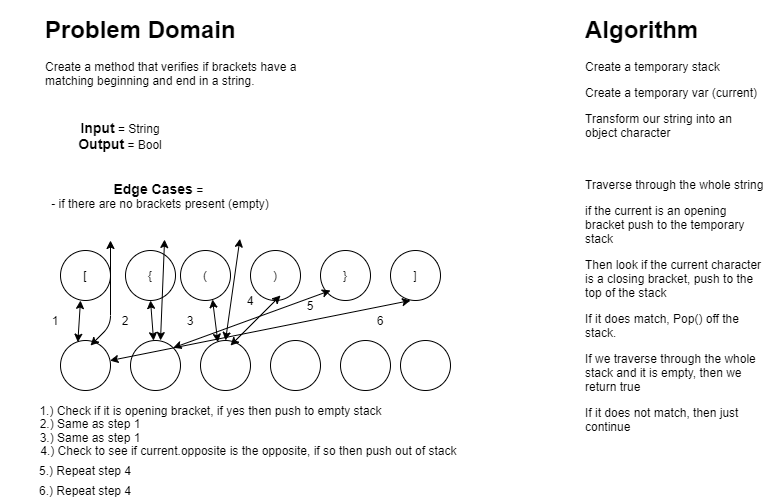 Problem Domain
Create a method that verifies if brackets have a
matching beginning and end in a string.
Input = String
Output = Bool
Edge Cases =
- if there are no brackets present (empty)
[ { ( ) } ]
1 2 3 4 5 6
1.) Check if it is opening bracket, if yes then push to empty stack
2.) Same as step 1
3.) Same as step 1
4.) Check to see if current.opposite is the opposite, if so then push out of stack
5.) Repeat step 4
6.) Repeat step 4
Algorithm
Create a temporary stack
Create a temporary var (current)
Transform our string into an
object character
Traverse through the whole string
if the current is an opening
bracket push to the temporary
stack
Then look if the current character
is a closing bracket, push to the
top of the stack
If it does match, Pop() off the
stack.
If we traverse through the whole
stack and it is empty, then we
return true
If it does not match, then just
continue